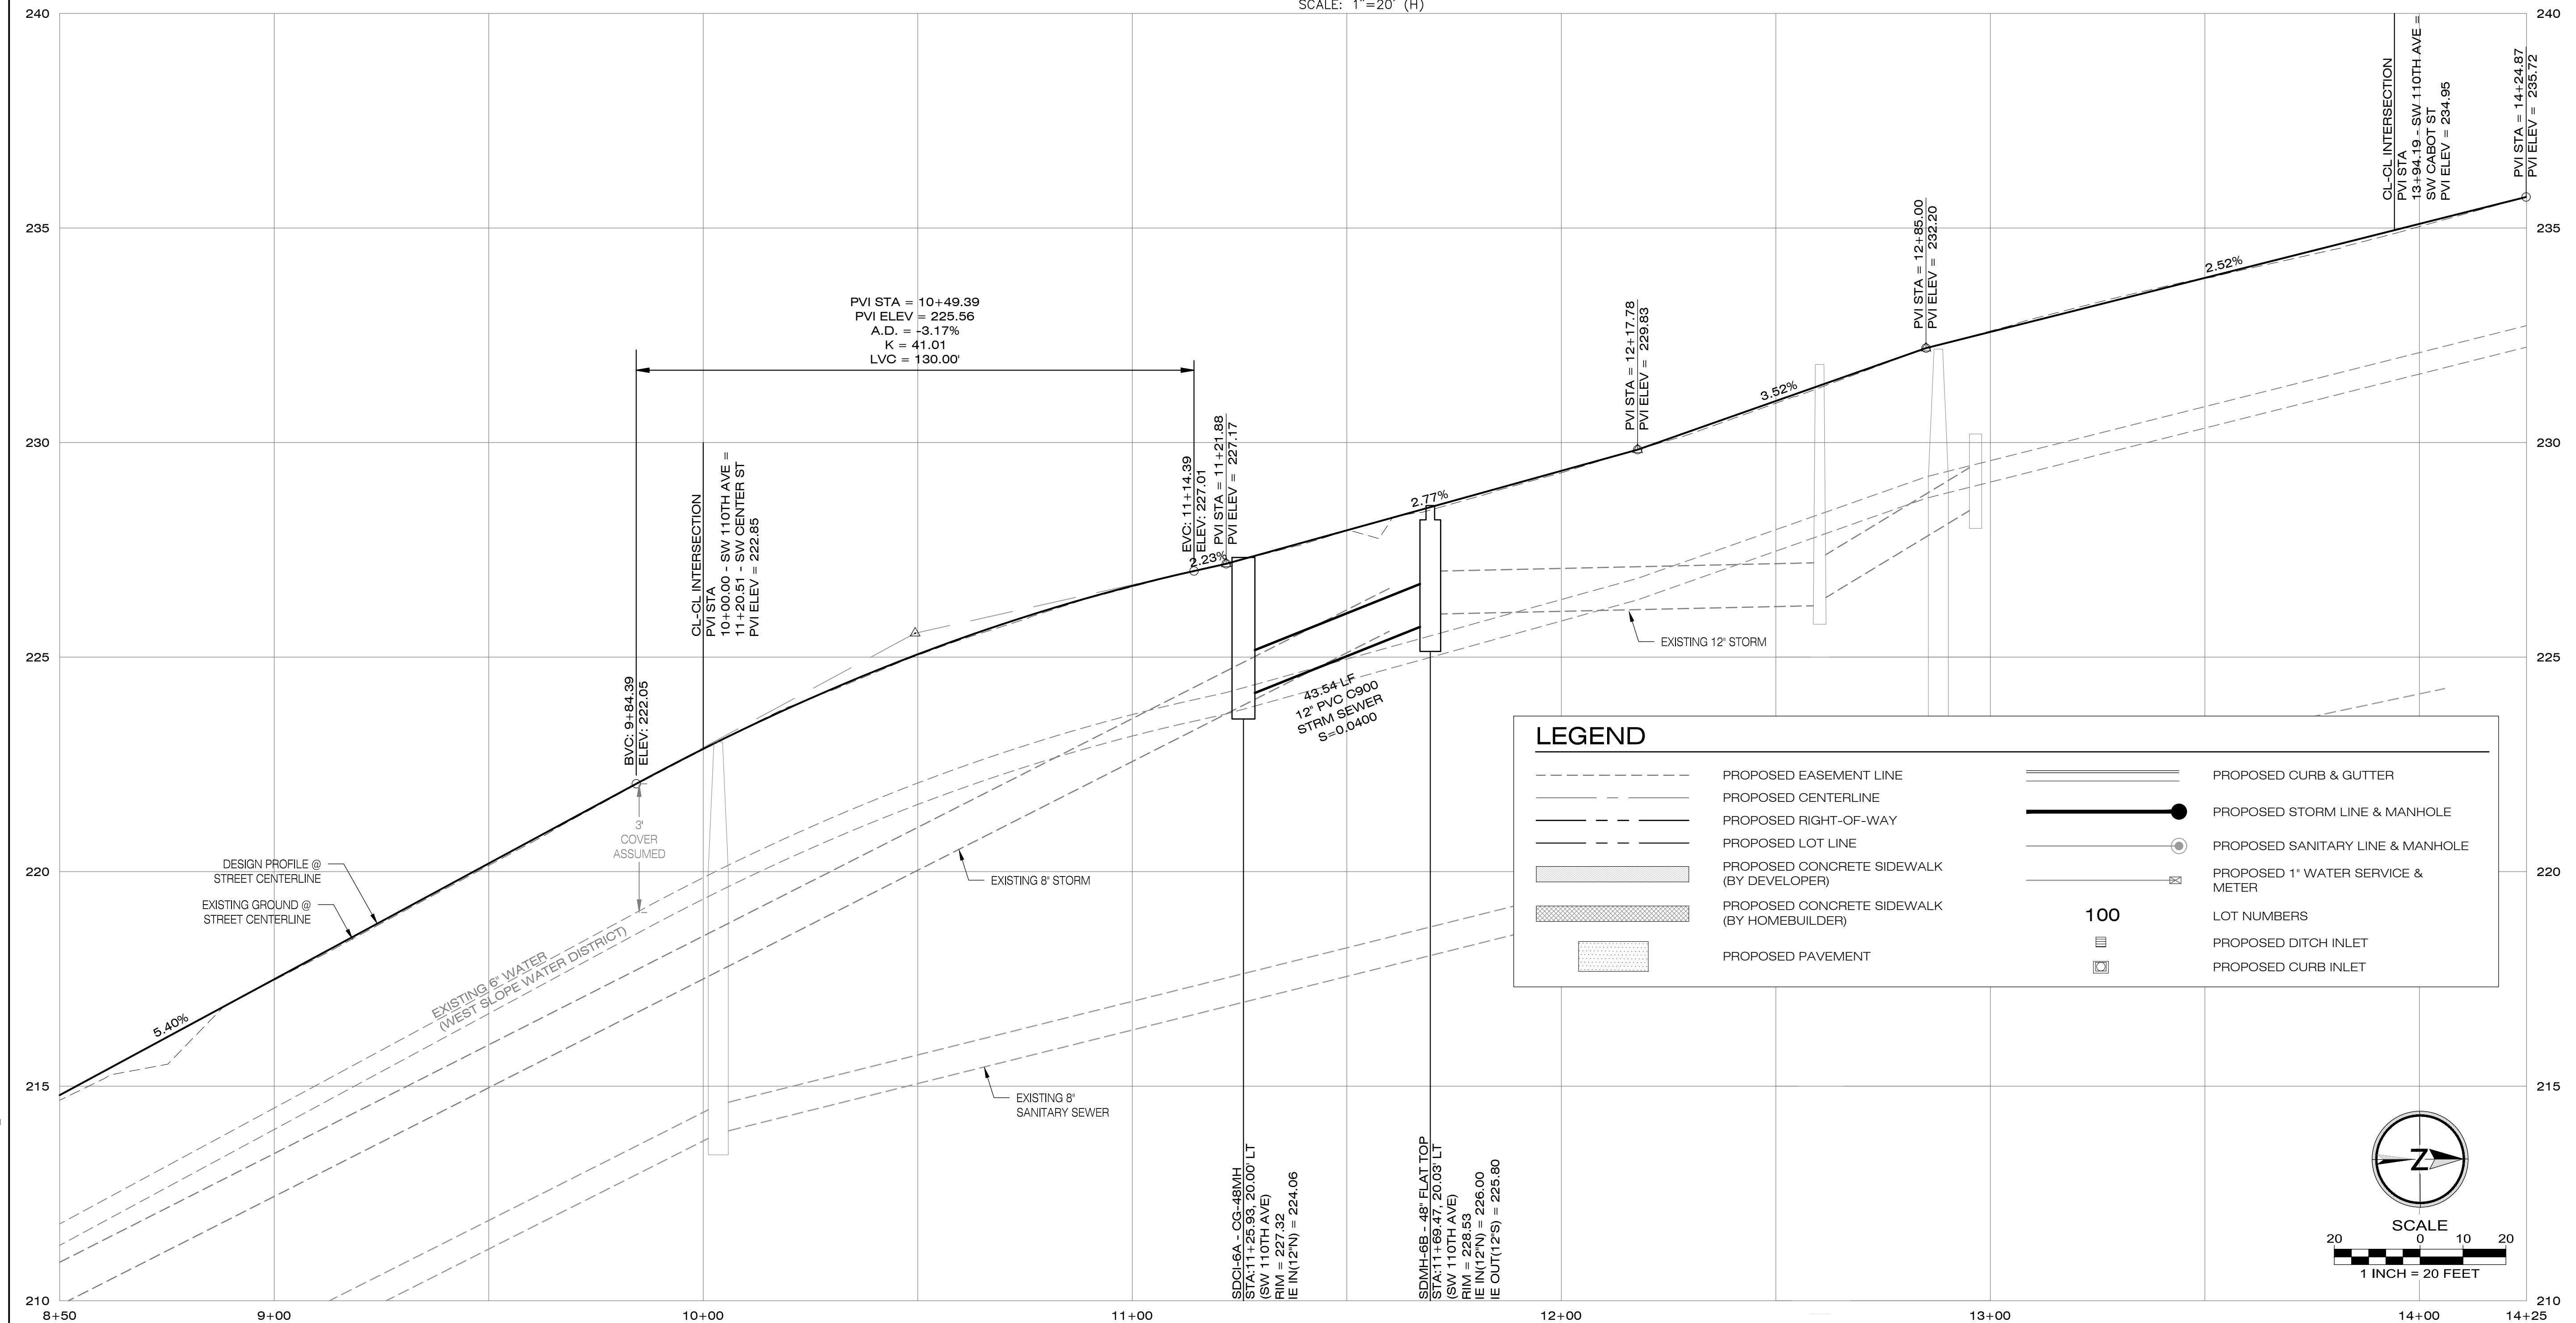 SCALE: 1"=20' (H)
240
240
235
235
230
230
225
225
220
220
215
215
210
210
8+50
9+00
10+00
11+00
12+00
13+00
14+00
14+25
PVI STA = 10+49.39
PVI ELEV = 225.56
A.D. = -3.17%
K = 41.01
LVC = 130.00'
BVC: 9+84.39
ELEV: 222.05
CL-CL INTERSECTION
PVI STA
10+00.00 - SW 110TH AVE =
11+20.51 - SW CENTER ST
PVI ELEV = 222.85
EVC: 11+14.39
ELEV: 227.01
PVI STA = 11+21.88
PVI ELEV = 227.17
2.23%
2.77%
PVI STA = 12+17.78
PVI ELEV = 229.83
3.52%
PVI STA = 12+85.00
PVI ELEV = 232.20
2.52%
CL-CL INTERSECTION
PVI STA
13+94.19 - SW 110TH AVE =
SW CABOT ST
PVI ELEV = 234.95
PVI STA = 14+24.87
PVI ELEV = 235.72
5.40%
DESIGN PROFILE @
STREET CENTERLINE
EXISTING GROUND @
STREET CENTERLINE
3'
COVER
ASSUMED
EXISTING 6" WATER
(WEST SLOPE WATER DISTRICT)
EXISTING 8" STORM
EXISTING 8"
SANITARY SEWER
EXISTING 12" STORM
43.54 LF
12" PVC C900
STRM SEWER
S=0.0400
SDCI-6A - CG-48MH
STA:11+25.93, 20.00' LT
(SW 110TH AVE)
RIM = 227.32
IE IN(12"N) = 224.06
SDMH-6B - 48" FLAT TOP
STA:11+69.47, 20.03' LT
(SW 110TH AVE)
RIM = 228.53
IE IN(12"N) = 226.00
IE OUT(12"S) = 225.80
LEGEND
PROPOSED EASEMENT LINE
PROPOSED CENTERLINE
PROPOSED RIGHT-OF-WAY
PROPOSED LOT LINE
PROPOSED CONCRETE SIDEWALK
(BY DEVELOPER)
PROPOSED CONCRETE SIDEWALK
(BY HOMEBUILDER)
PROPOSED PAVEMENT
PROPOSED CURB & GUTTER
PROPOSED STORM LINE & MANHOLE
PROPOSED SANITARY LINE & MANHOLE
PROPOSED 1" WATER SERVICE &
METER
100
LOT NUMBERS
PROPOSED DITCH INLET
PROPOSED CURB INLET
Z
SCALE
20 0 10 20
1 INCH = 20 FEET